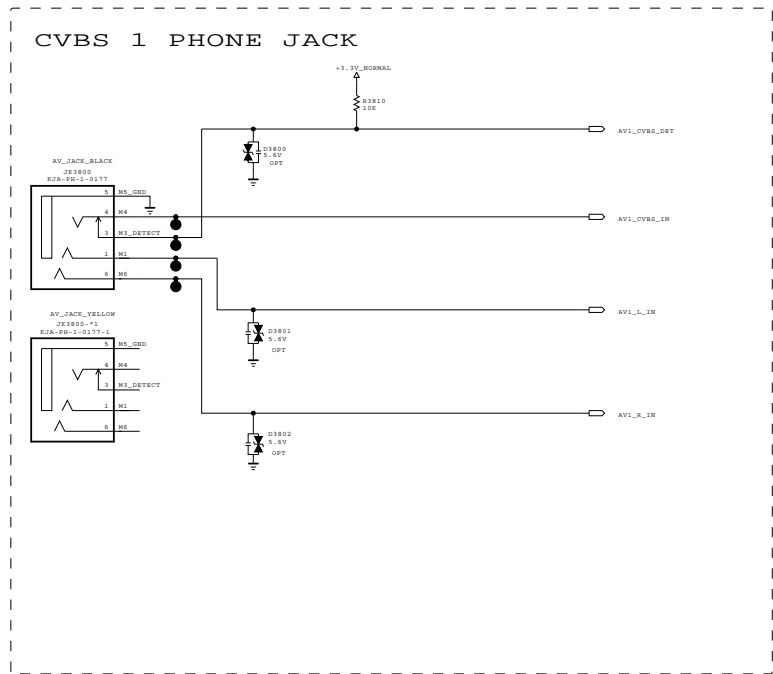 CVBS 1 PHONE JACK
+3.3V_NORMAL
R3810
10K
AV1_CVBS_DET
D3800
5.6V
OPT
AV_JACK_BLACK
JK3800
KJA-PH-1-0177
5 M5_GND
4 M4
AV1_CVBS_IN
3 M3_DETECT
1 M1
6 M6
AV1_L_IN
AV_JACK_YELLOW
JK3800-*1
KJA-PH-1-0177-1
D3801
5.6V
OPT
5 M5_GND
4 M4
3 M3_DETECT
1 M1
6 M6
AV1_R_IN
D3802
5.6V
OPT